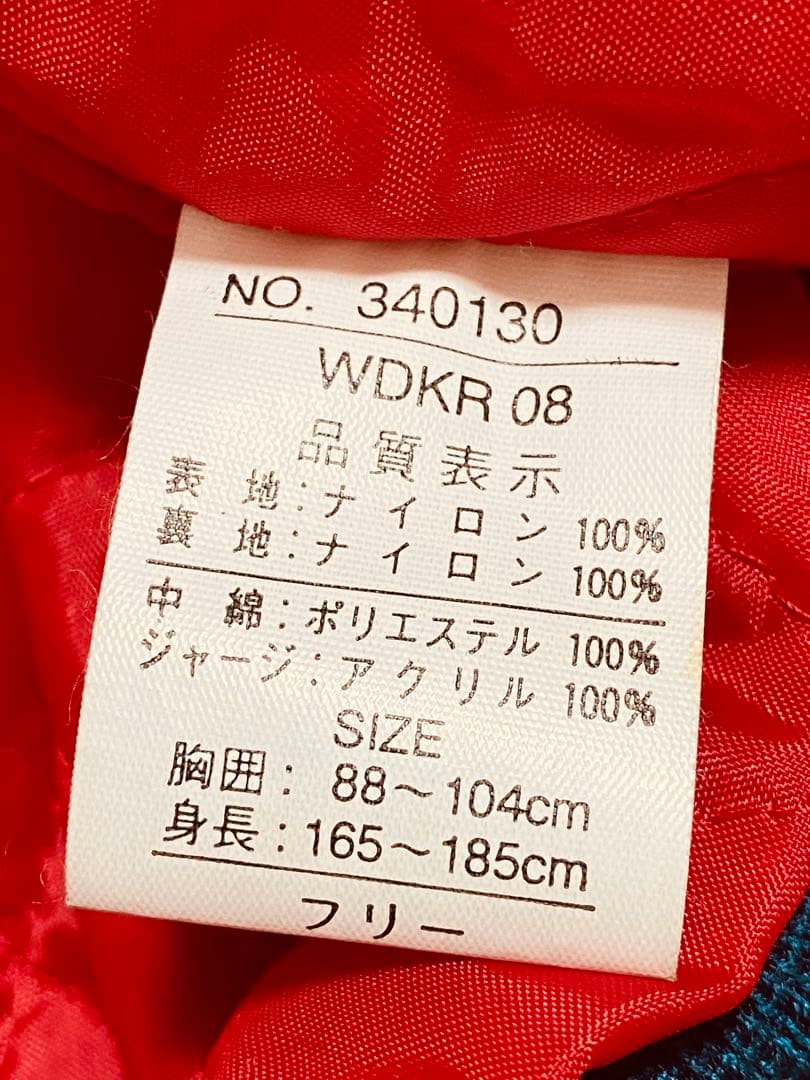 NO. 340130
WDKR 08
品質表示
表地:ナイロン 100%
裏地:ナイロン 100%
中綿:ポリエステル 100%
ジャージ:アクリル 100%
SIZE
胸囲: 88～104cm
身長:165～185cm
フリー